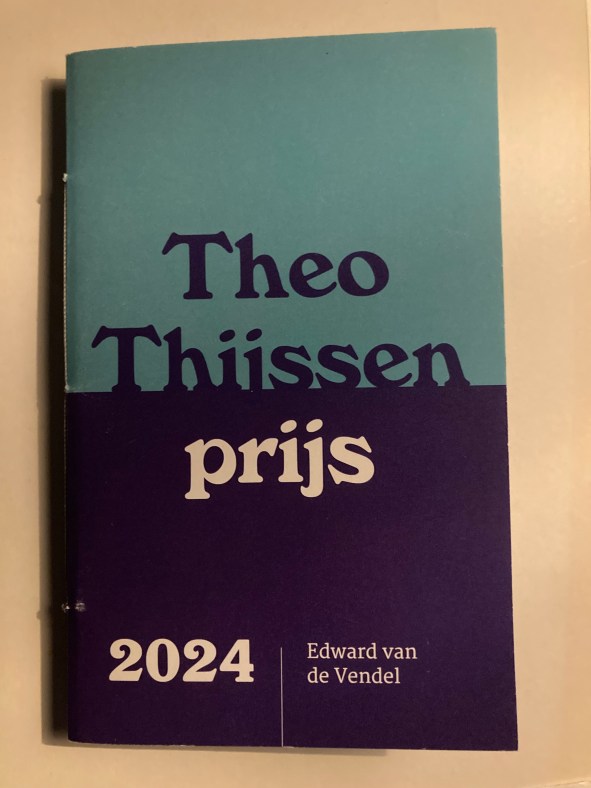 Theo
Thijssen
prijs
2024
Edward van
de Vendel